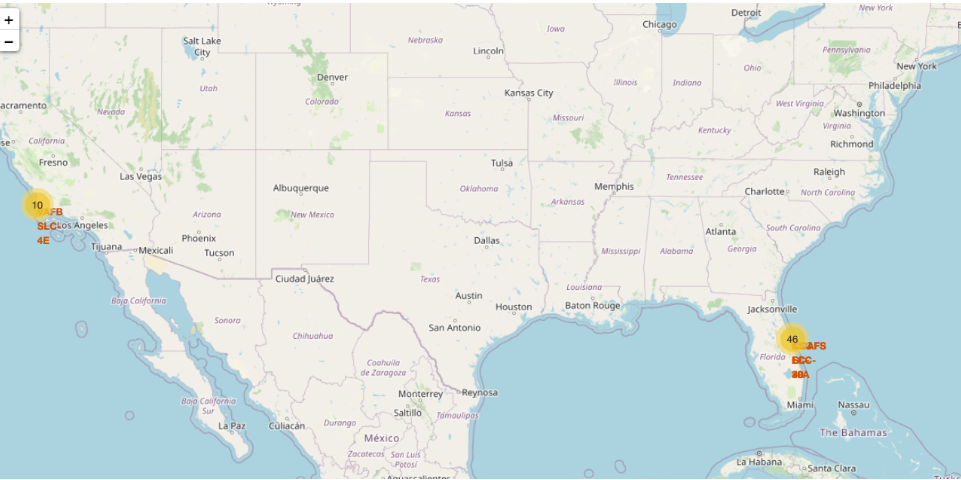 Wyoming
New York
Detroit
+
Chicago
Iowa
Nebraska
Salt Lake
City
−
Lincoln
Pennsylvania
New York
Denver
Ohio
Utah
Illinois
Indiana
Philadelphia
Kansas City
Colorado
Nevada
West Virginia
acramento
Kansas
Missouri
Washington
Virginia
Kentucky
California
Richmond
Fresno
Tulsa
Las Vegas
Raleigh
Albuquerque
Oklahoma
Memphis
Tennessee
Charlotte
North Carolina
10
VAFB
Arkansas
Arizona
New Mexico
SLC-
Los Angeles
South Carolina
Atlanta
4E
Phoenix
Dallas
Tijuana
Mexicali
Tucson
Mississippi
Alabama
Georgia
Ciudad Juárez
Texas
Louisiana
Baja California
Austin
Houston
Baton Rouge
Jacksonville
Sonora
San Antonio
Chihuahua
46
AFS
Florida
Coahuila
de Zaragoza
Monterrey
Reynosa
Baja California
Sur
Miami
Nassau
Durango
Saltillo
Tamaulipas
La Paz
Culiacán
The Bahamas
México
Zacatecas
San Luis
Potosí
La Habana
Santa Clara
Aguascalientes